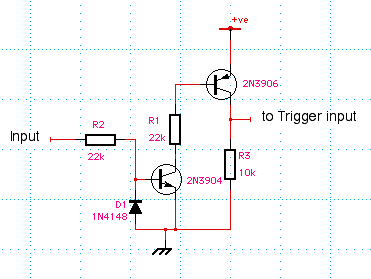 +ve
2N3906
to Trigger input
R1
22k
R2
22k
Input
R3
10k
2N3904
D1
1N4148